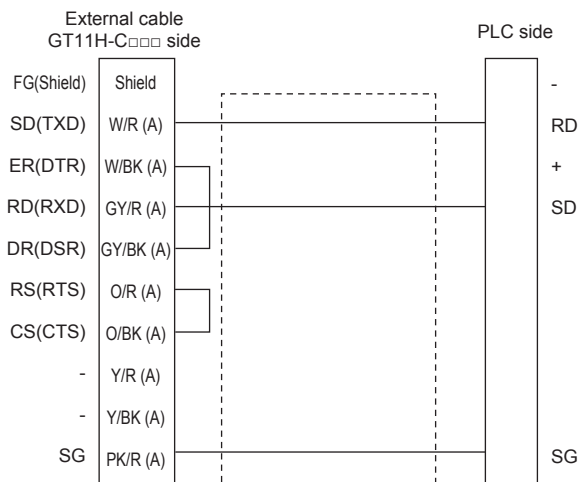 External cable
GT11H-C□□□ side
PLC side
FG(Shield) Shield -
SD(TXD) W/R (A) RD
ER(DTR) W/BK (A) +
RD(RXD) GY/R (A) SD
DR(DSR) GY/BK (A)
RS(RTS) O/R (A)
CS(CTS) O/BK (A)
- Y/R (A)
- Y/BK (A)
SG PK/R (A) SG